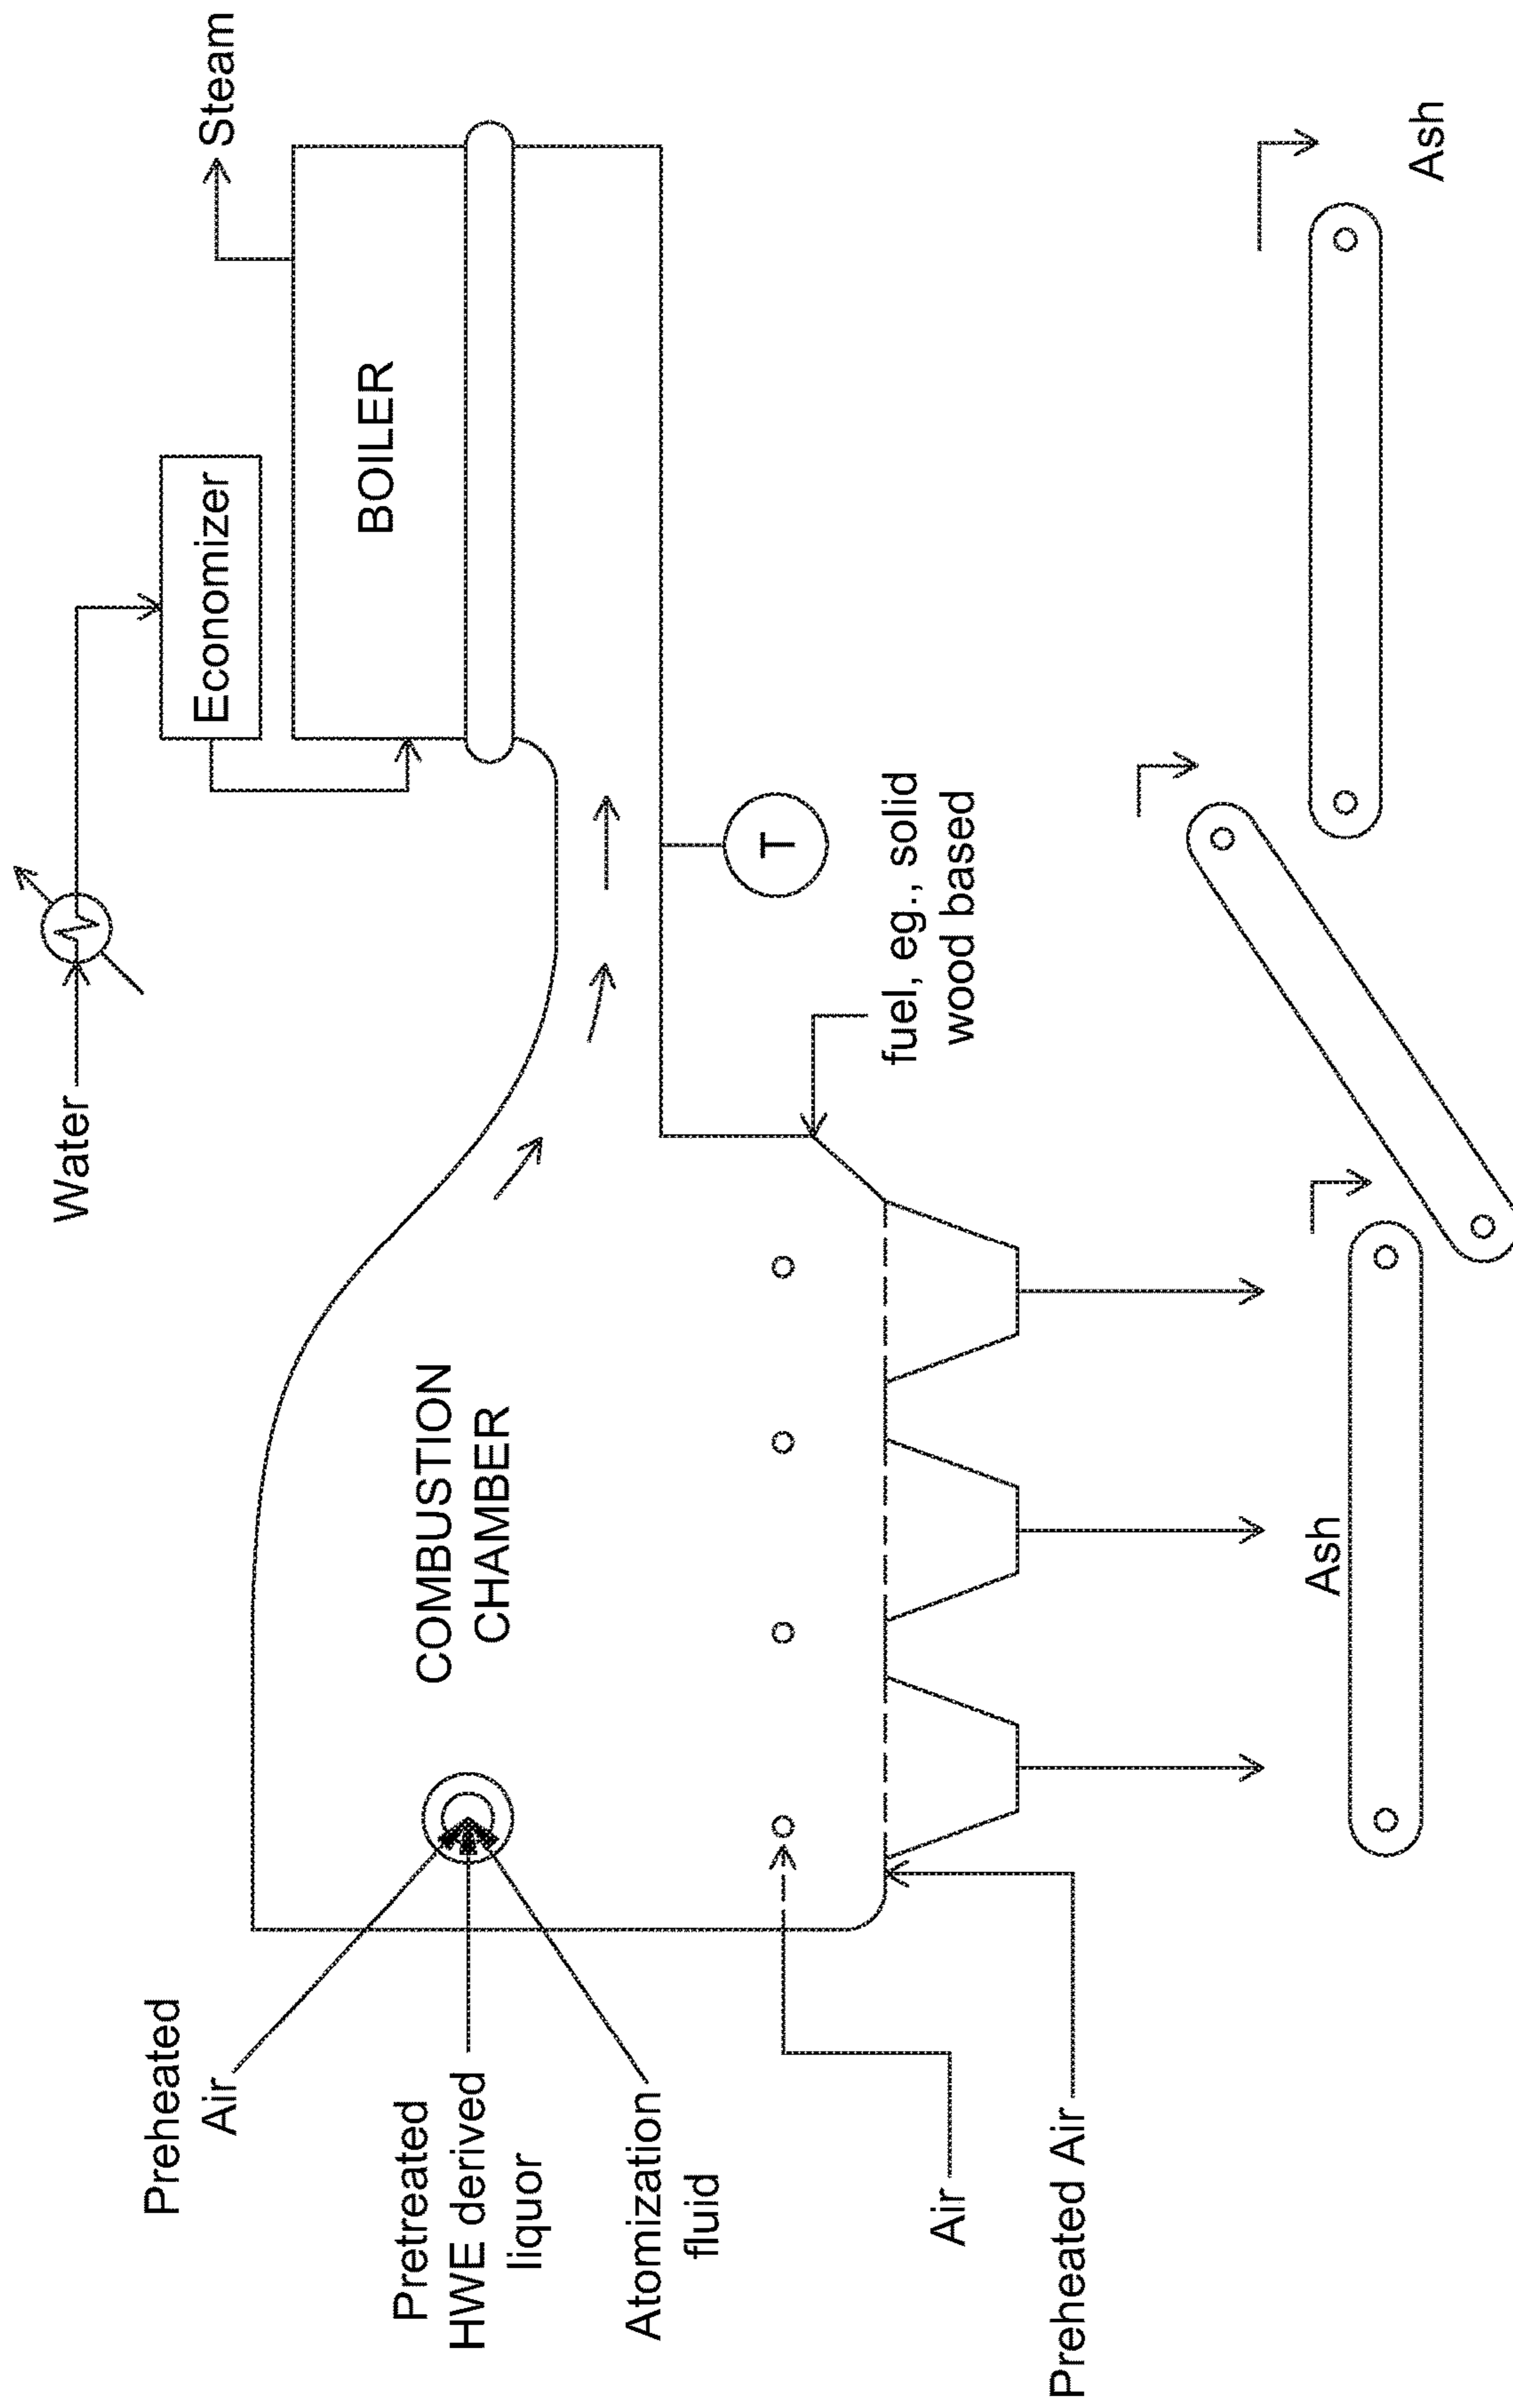 Preheated
Air
Pretreated
HWE derived
liquor
Atomization
fluid
Air
Preheated Air
Water
Economizer
Steam
BOILER
COMBUSTION
CHAMBER
T
fuel, eg., solid
wood based
Ash
Ash